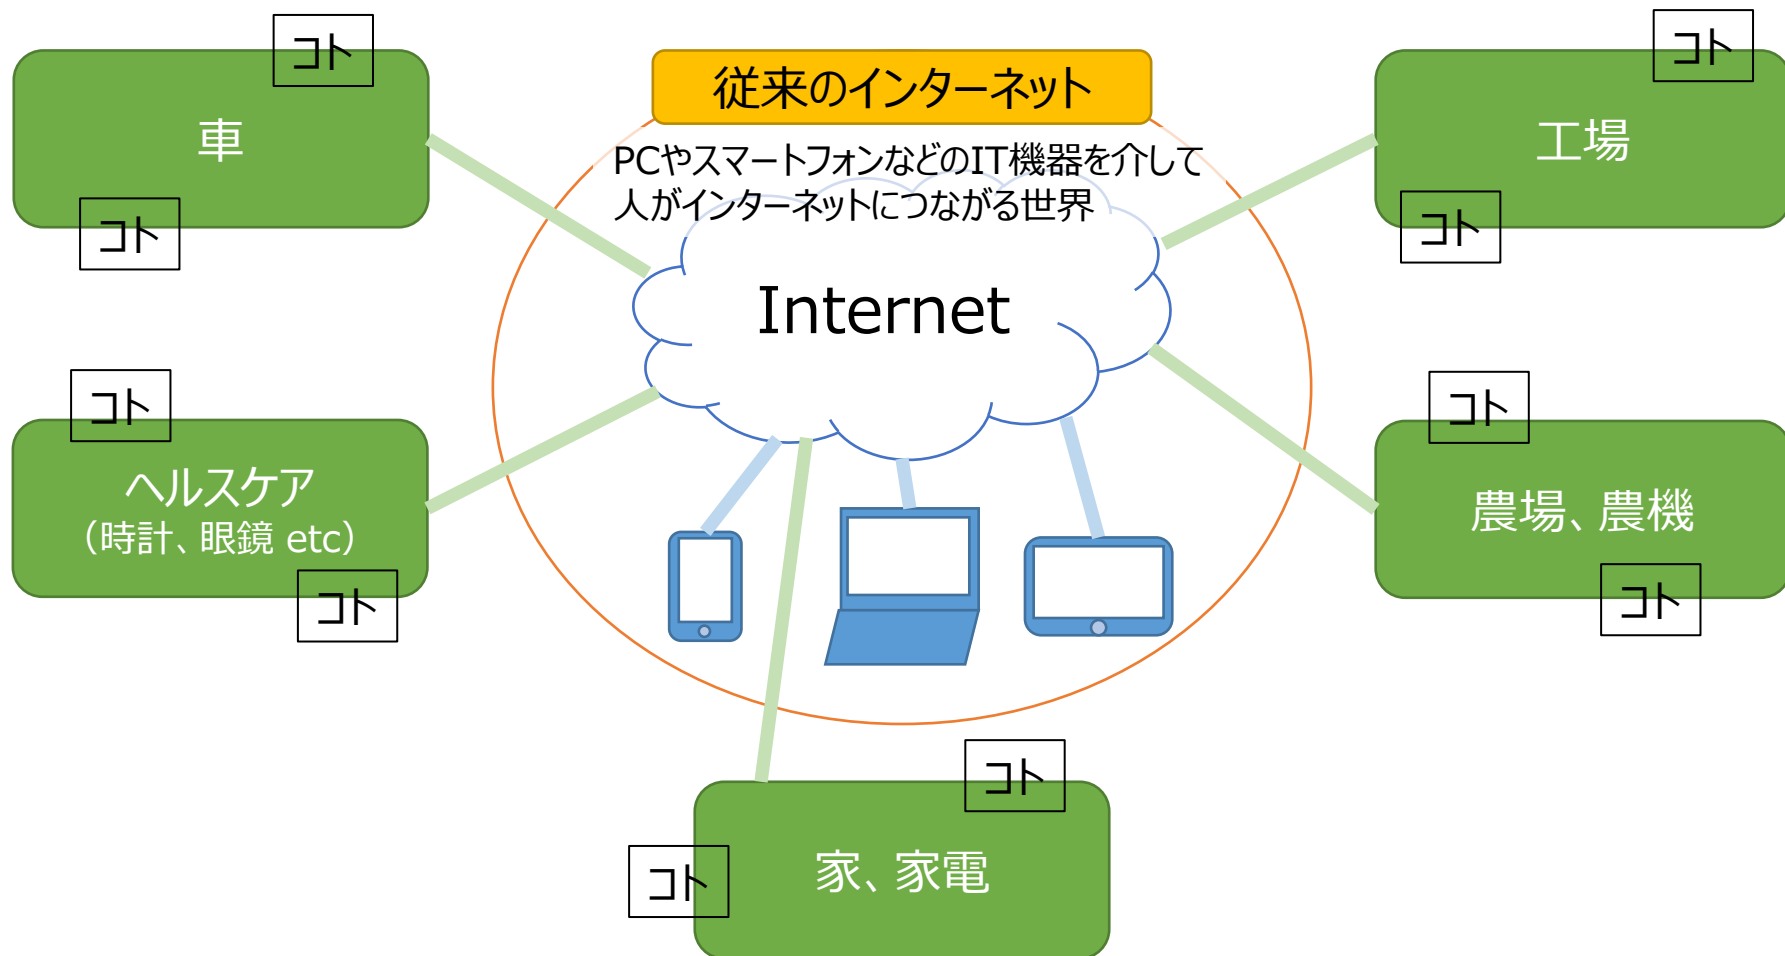 コト
車
コト
従来のインターネット
PCやスマートフォンなどのIT機器を介して
人がインターネットにつながる世界
Internet
コト
工場
コト
コト
ヘルスケア
（時計、眼鏡 etc）
コト
コト
農場、農機
コト
コト
家、家電
コト